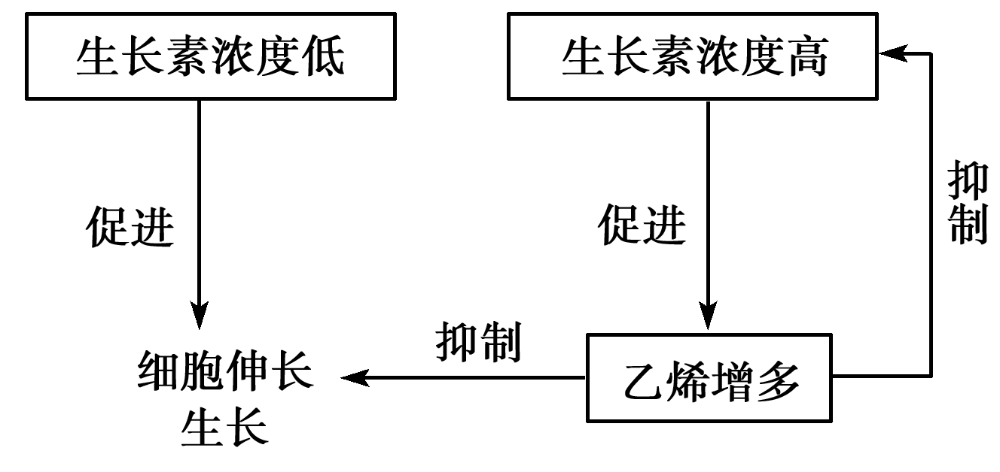 生长素浓度低
生长素浓度高
促进
促进
抑制
抑制
细胞伸长
生长
乙烯增多